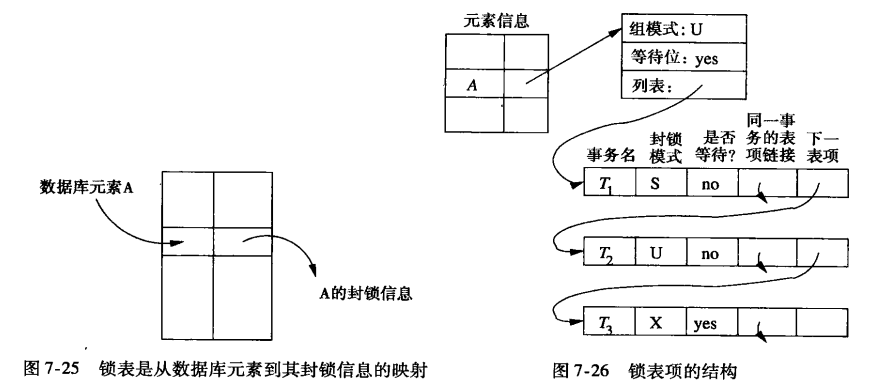 数据库元素A
A的封锁信息
图 7-25 锁表是从数据库元素到其封锁信息的映射
元素信息
A
组模式: U
等待位: yes
列表:
事务名 封锁模式 是否等待? 同一事务的表项链接 下一表项
T1 S no
T2 U no
T3 X yes
图 7-26 锁表项的结构